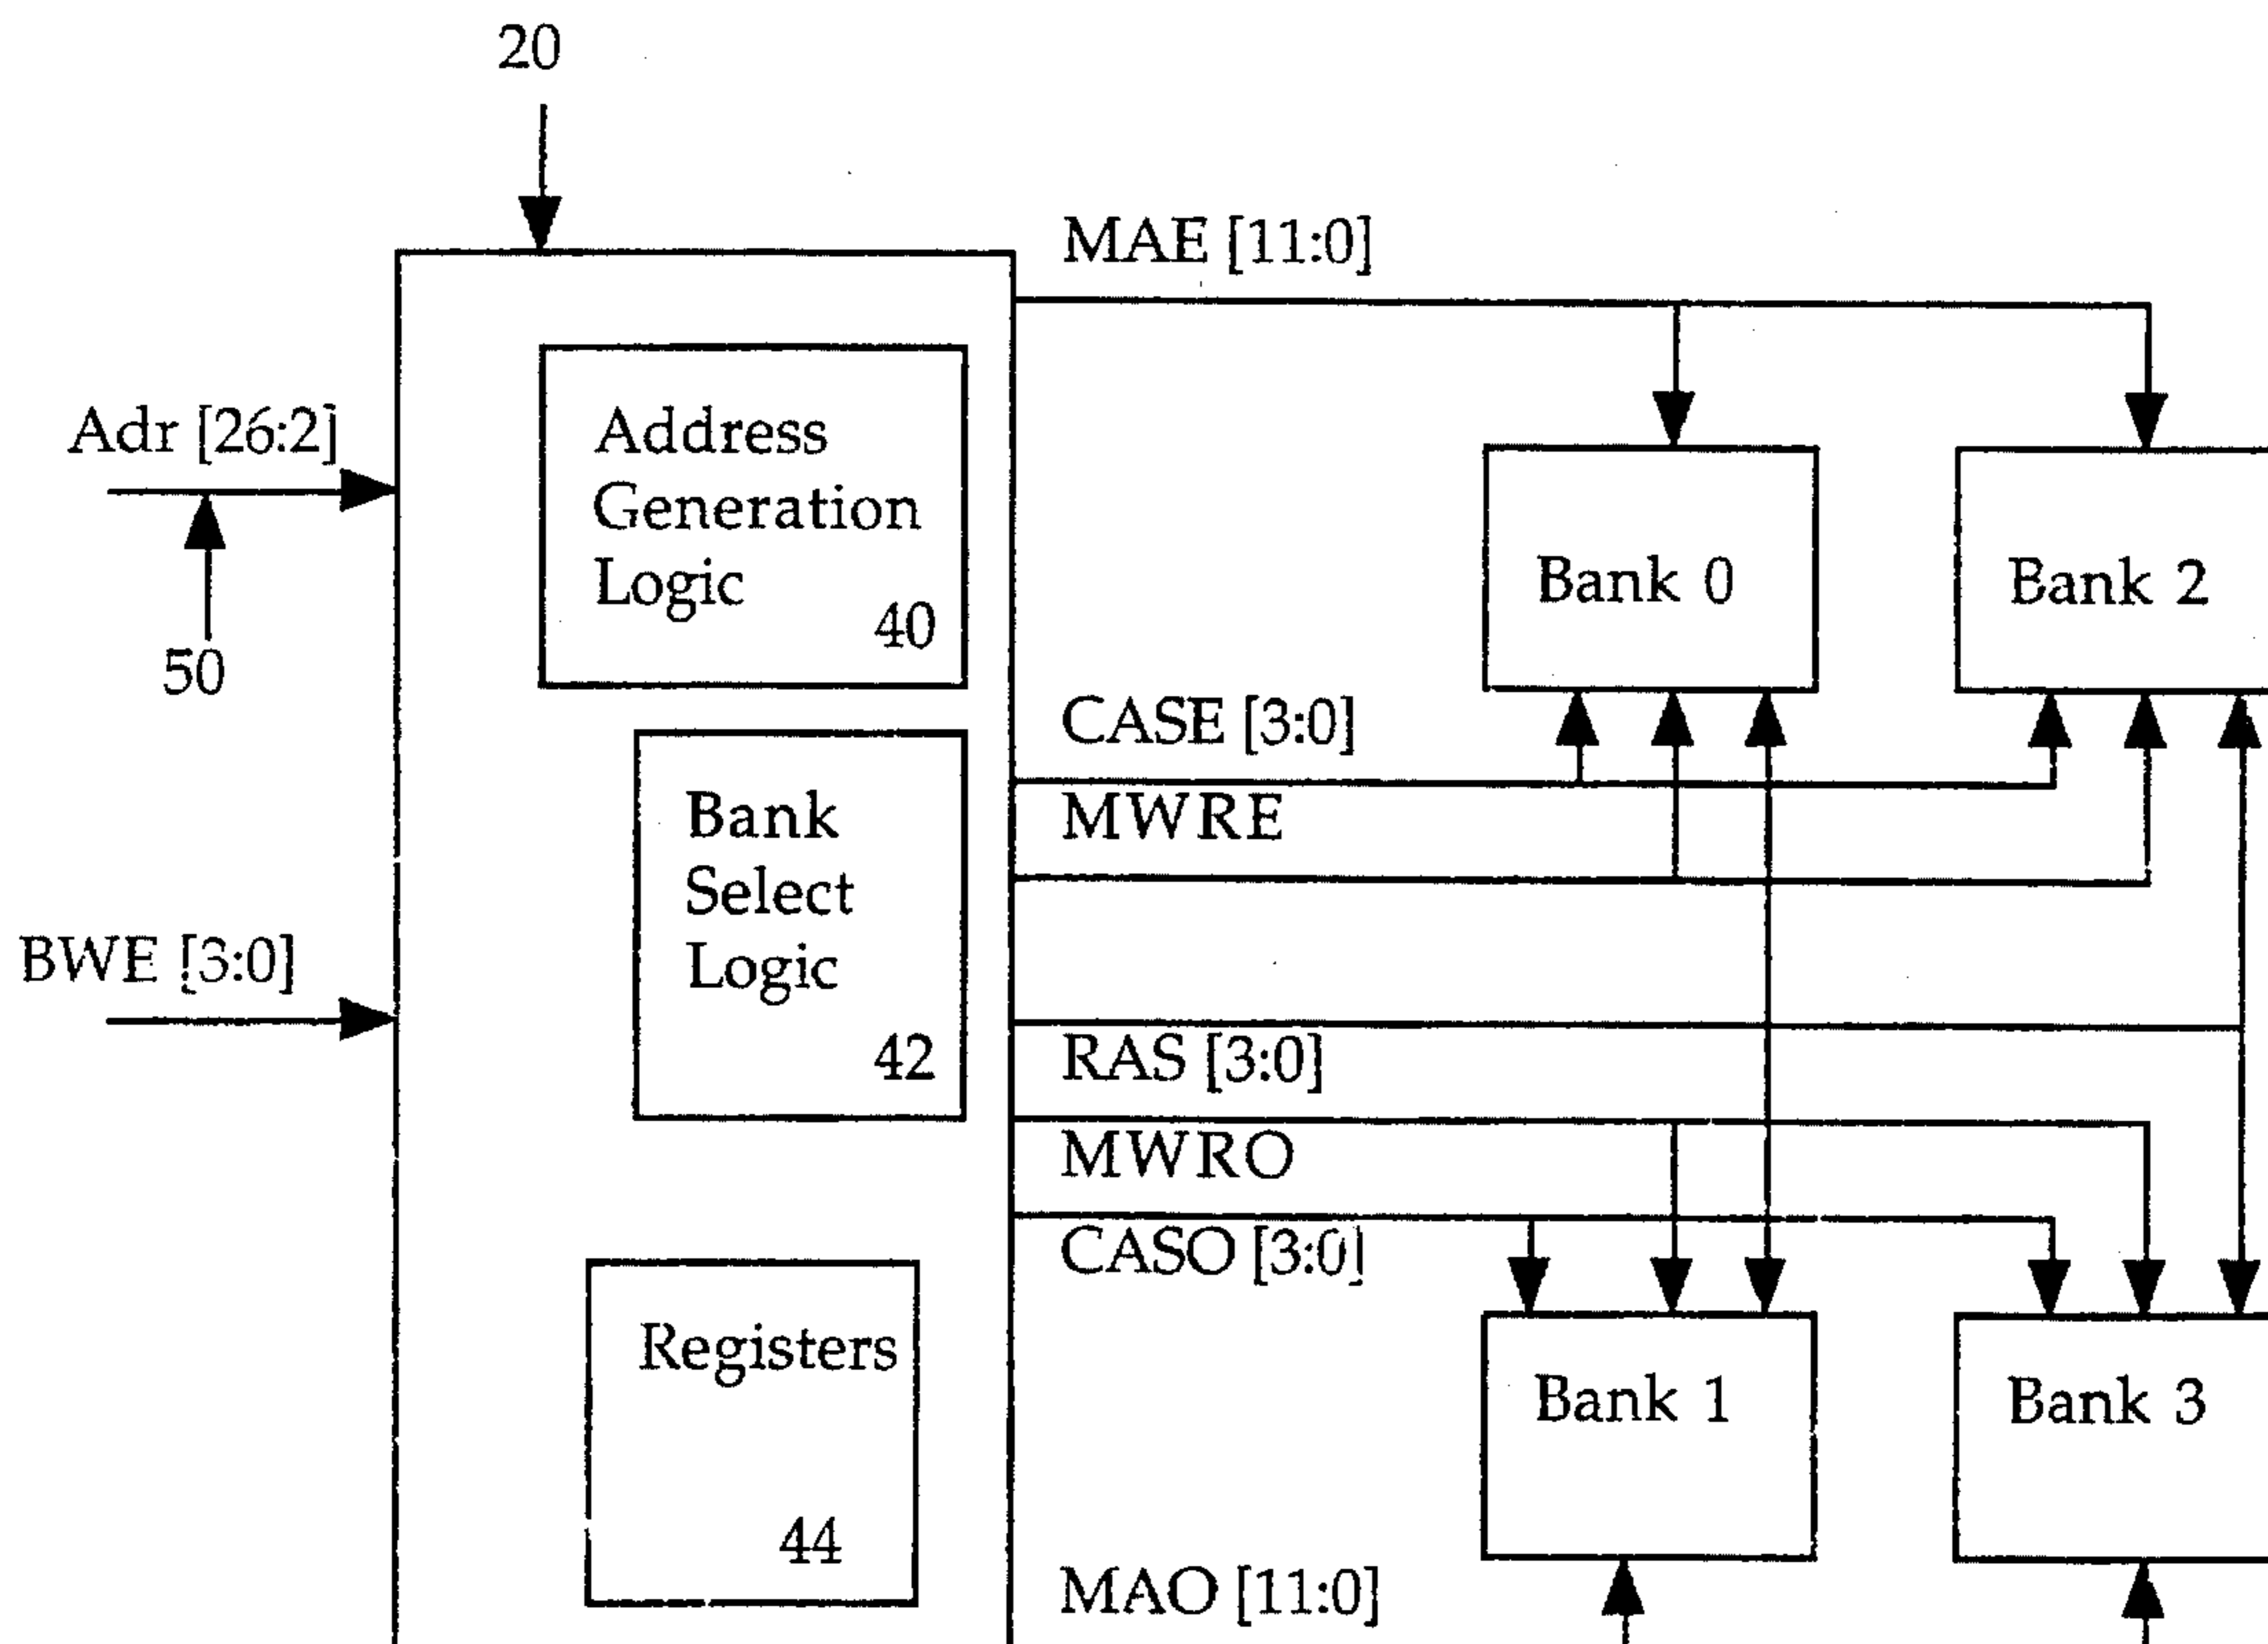 20
MAE [11:0]
Adr [26:2]
50
Address
Generation
Logic
40
Bank 0
Bank 2
CASE [3:0]
MWRE
Bank
Select
Logic
42
BWE [3:0]
RAS [3:0]
MWRO
CASO [3:0]
Registers
44
Bank 1
Bank 3
MAO [11:0]